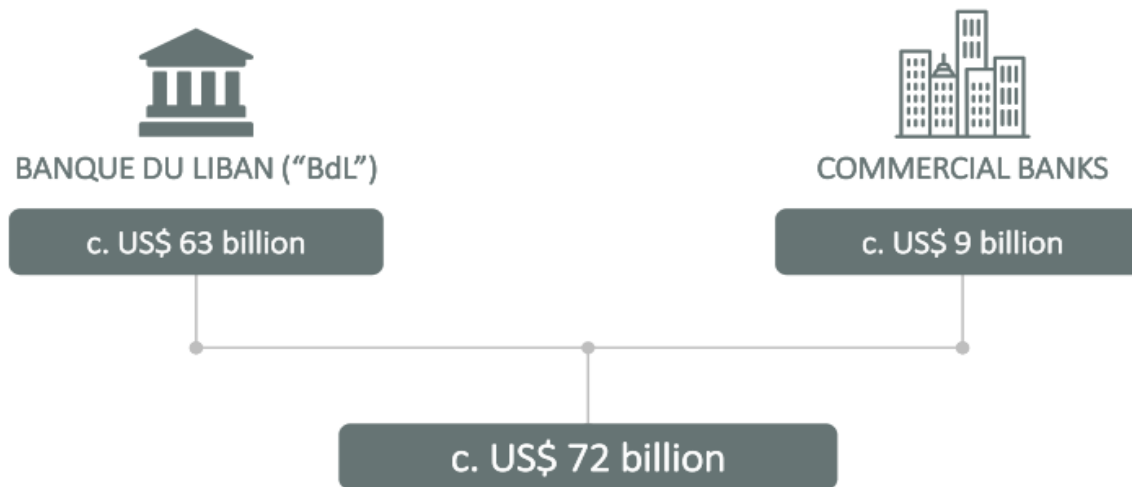 BANQUE DU LIBAN (“BdL”)
COMMERCIAL BANKS
c. US$ 63 billion
c. US$ 9 billion
c. US$ 72 billion